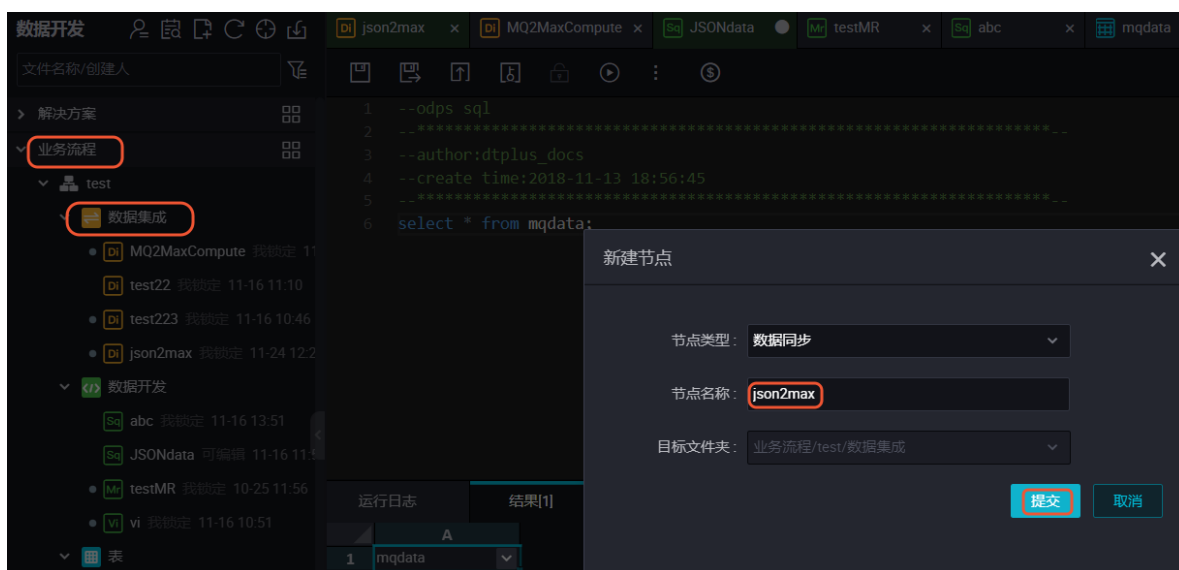 数据开发
json2max
MQ2MaxCompute
JSONdata
testMR
abc
mqdata
文件名称/创建人
解决方案
业务流程
test
数据集成
MQ2MaxCompute 我锁定 11
test22 我锁定 11-16 11:10
test223 我锁定 11-16 10:46
json2max 我锁定 11-24 12:2
数据开发
abc 我锁定 11-16 13:51
JSONdata 可编辑 11-16 11:
testMR 我锁定 10-25 11:56
vi 我锁定 11-16 10:51
表
1 --odps sql
2 --********************************************************************--
3 --author:dtplus_docs
4 --create time:2018-11-13 18:56:45
5 --********************************************************************--
6 select * from mqdata;
新建节点
节点类型: 数据同步
节点名称: json2max
目标文件夹: 业务流程/test/数据集成
提交
取消
运行日志
结果[1]
A
1 mqdata